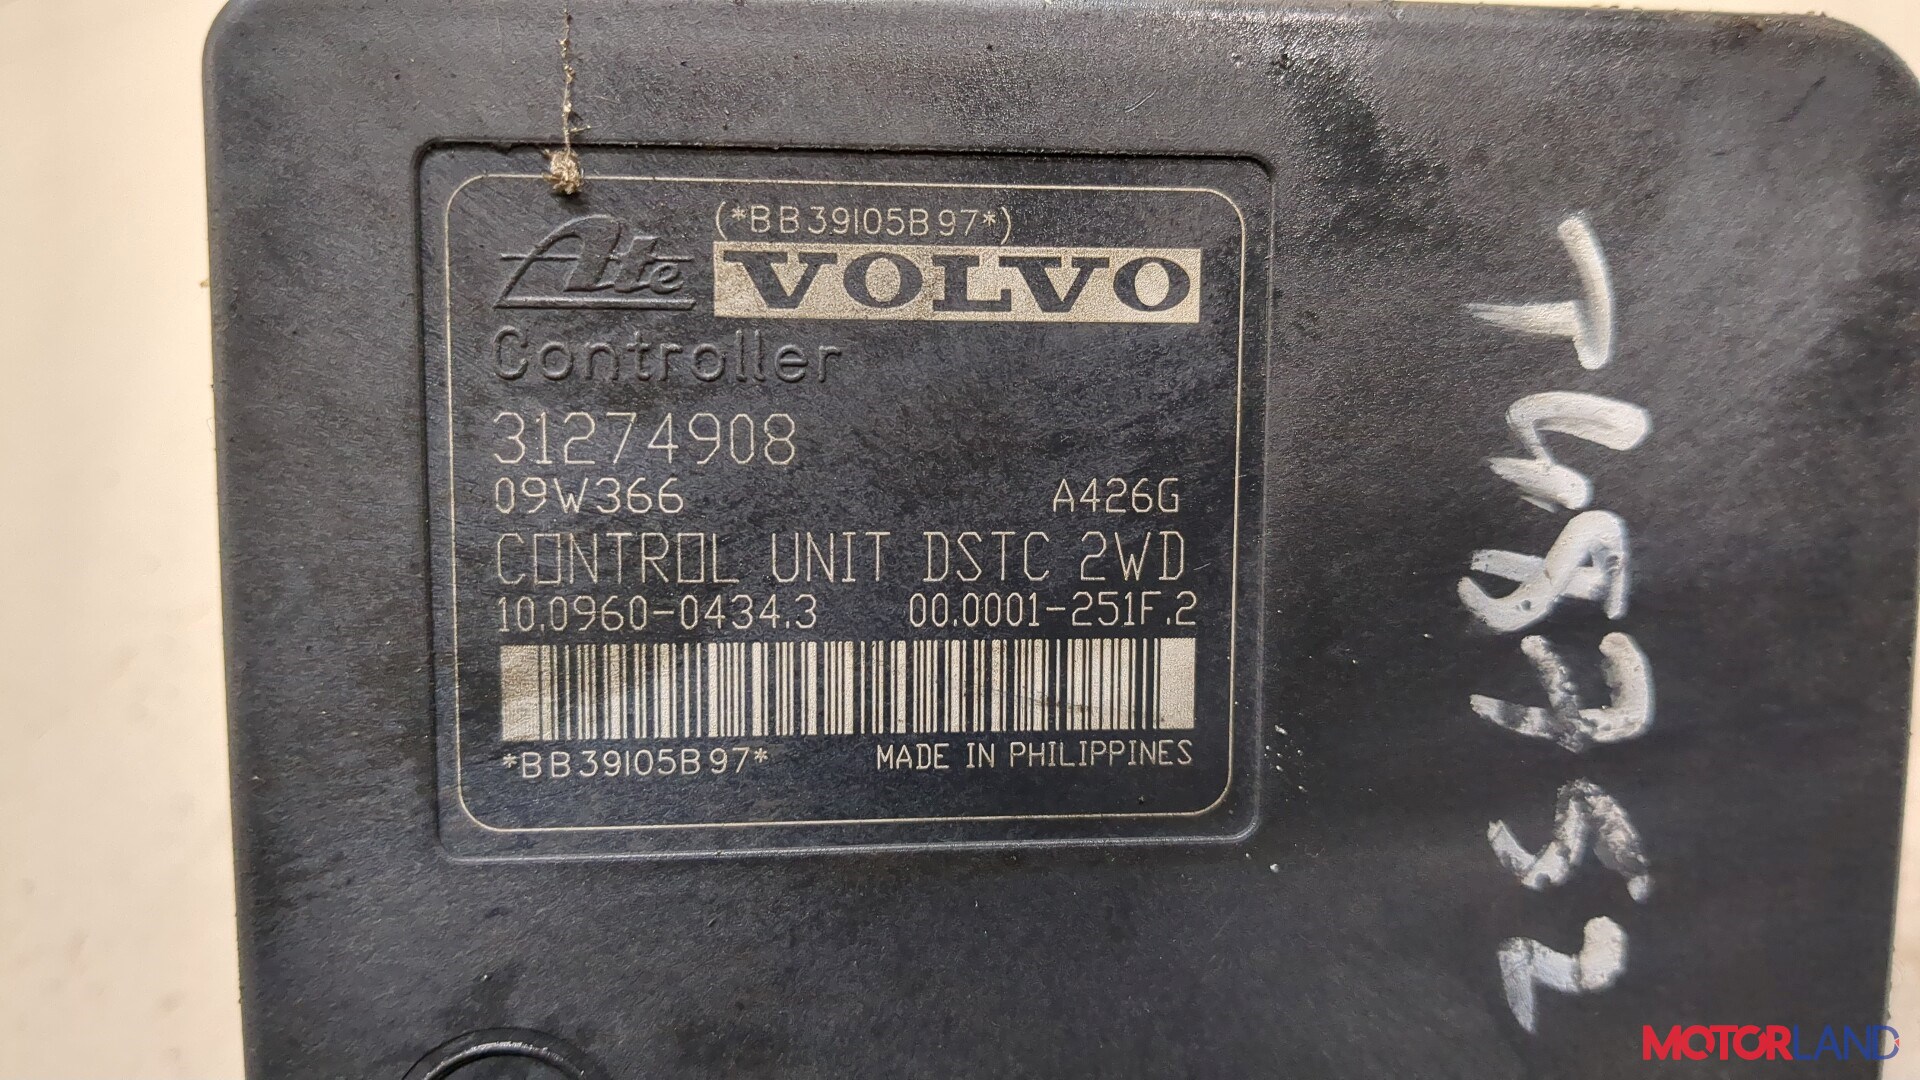 (*BB39105B97*)
Ate VOLVO
Controller
31274908
09W366 A426G
CONTROL UNIT DSTC 2WD
10.0960-0434.3 00.0001-251F.2
*BB39105B97* MADE IN PHILIPPINES
MOTORLAND